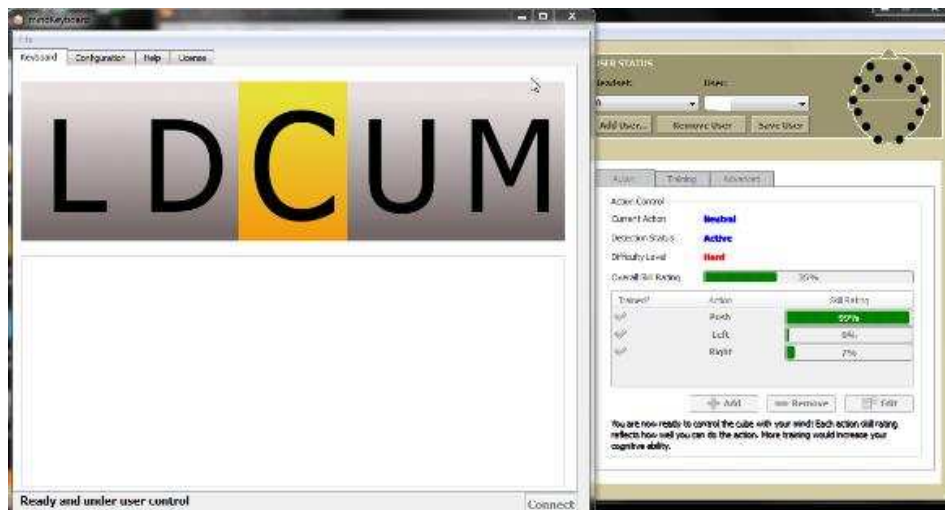 mindKeyboard
Keyboard Configuration Help License
L D C U M
Ready and under user control
Connect
USER STATUS
Headset:
User:
0
Add User... Remove User Save User
Action Training Advanced
Action Control
Current Action Neutral
Detection Status Active
Difficulty Level Hard
Overall Skill Rating 35%
Trained? Action Skill Rating
Push 99%
Left
Right 7%
Add Remove Edit
You are now ready to control the cube with your mind! Each action skill rating
reflects how well you can do the action. More training would increase your
cognitive ability.